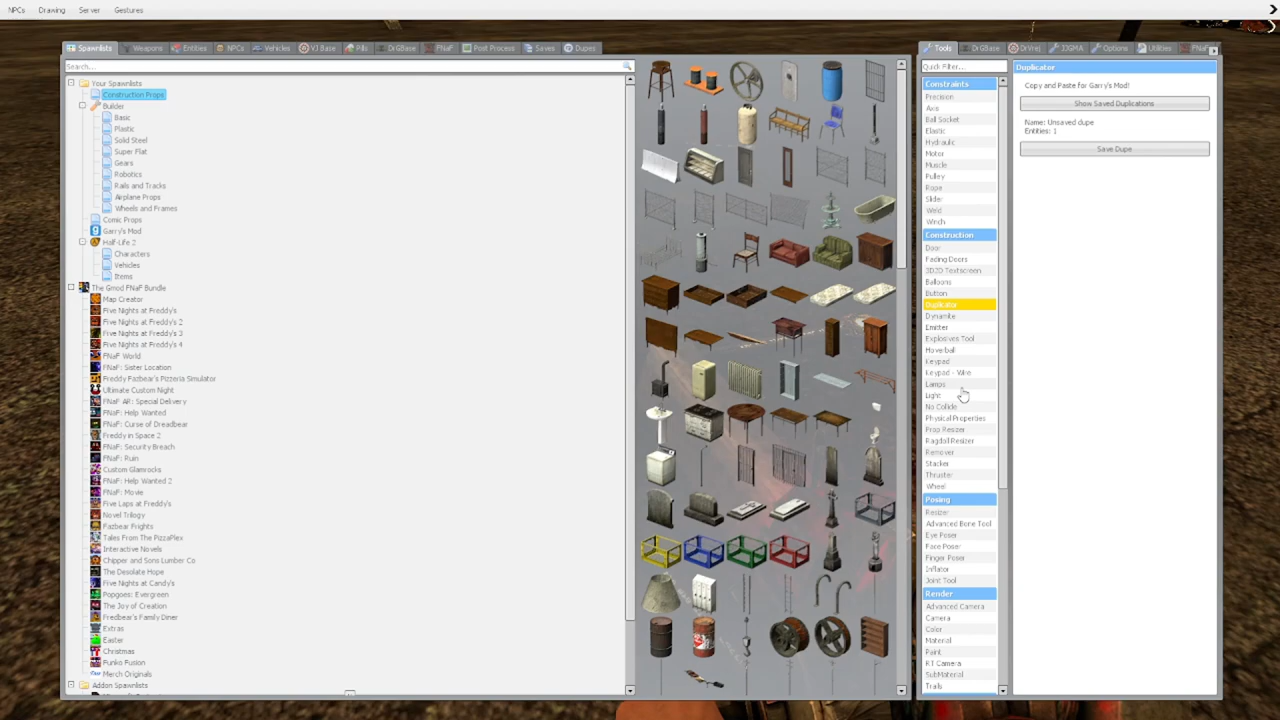 NPCs Drawing Server Gestures
Spawnlists Weapons Entities NPCs Vehicles VJ Base Pills DrGBase FNaF Post Process Saves Dupes
Search...
Your Spawnlists
Construction Props
Builder
Basic
Plastic
Solid Steel
Super Flat
Gears
Robotics
Rails and Tracks
Airplane Props
Wheels and Frames
Comic Props
Garry's Mod
Half-Life 2
Characters
Vehicles
Items
The Gmod FNaF Bundle
Map Creator
Five Nights at Freddy's
Five Nights at Freddy's 2
Five Nights at Freddy's 3
Five Nights at Freddy's 4
FNaF World
FNaF: Sister Location
Freddy Fazbear's Pizzeria Simulator
Ultimate Custom Night
FNaF AR: Special Delivery
FNaF: Help Wanted
FNaF: Curse of Dreadbear
Freddy in Space 2
FNaF: Security Breach
FNaF: Ruin
Custom Glamrocks
FNaF: Help Wanted 2
FNaF: Movie
Five Laps at Freddy's
Novel Trilogy
Fazbear Frights
Tales From The PizzaPlex
Interactive Novels
Chipper and Sons Lumber Co
The Desolate Hope
Five Nights at Candy's
Popgoes: Evergreen
The Joy of Creation
Fredbear's Family Diner
Extras
Easter
Christmas
Funko Fusion
Merch Originals
Addon Spawnlists
Tools DrGBase DrVrej JIGMA Options Utilities
Quick Filter...
Constraints
Precision
Axis
Ball Socket
Elastic
Hydraulic
Motor
Muscle
Pulley
Rope
Slider
Weld
Winch
Construction
Door
Fading Doors
3D2D Textscreen
Balloons
Button
Duplicator
Dynamite
Emitter
Explosives Tool
Hoverball
Keypad
Keypad - Wire
Lamps
Light
No Collide
Physical Properties
Prop Resizer
Ragdoll Resizer
Remover
Stacker
Thruster
Wheel
Posing
Resizer
Advanced Bone Tool
Eye Poser
Face Poser
Finger Poser
Inflator
Joint Tool
Render
Advanced Camera
Camera
Color
Material
Paint
RT Camera
SubMaterial
Trails
Duplicator
Copy and Paste for Garry's Mod!
Show Saved Duplications
Name: Unsaved dupe
Entities: 1
Save Dupe